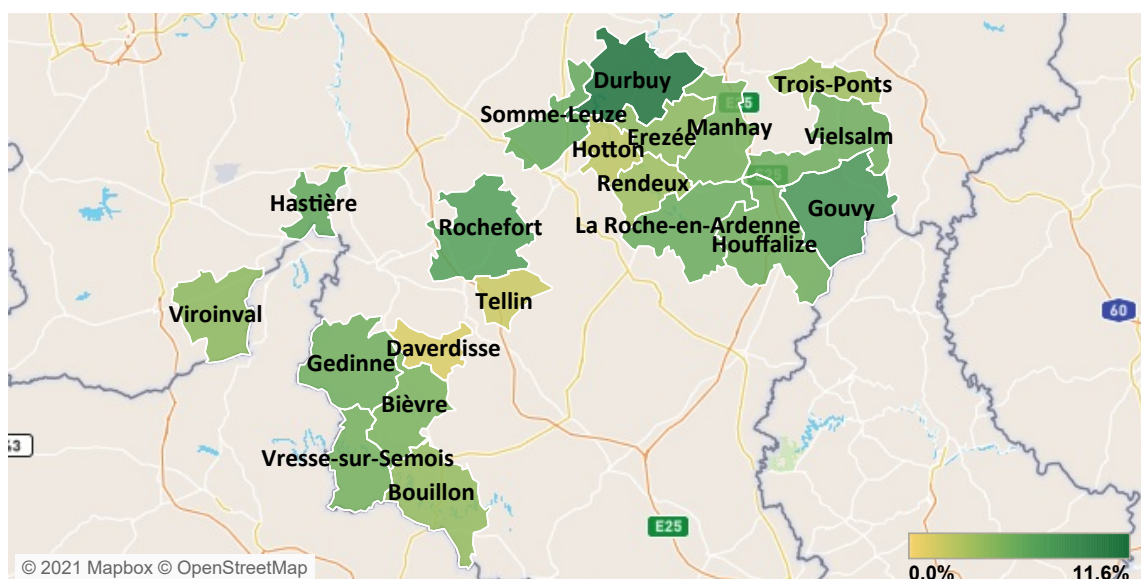 Durbuy
Trois-Ponts
E25
Somme-Leuze
Erezée
Manhay
Vielsalm
Hotton
E25
Rendeux
Hastière
Gouvy
Rochefort
La Roche-en-Ardenne
Houffalize
Tellin
Viroinval
60
Daverdisse
Gedinne
Bièvre
Vresse-sur-Semois
Bouillon
E25
© 2021 Mapbox © OpenStreetMap
0.0%
11.6%